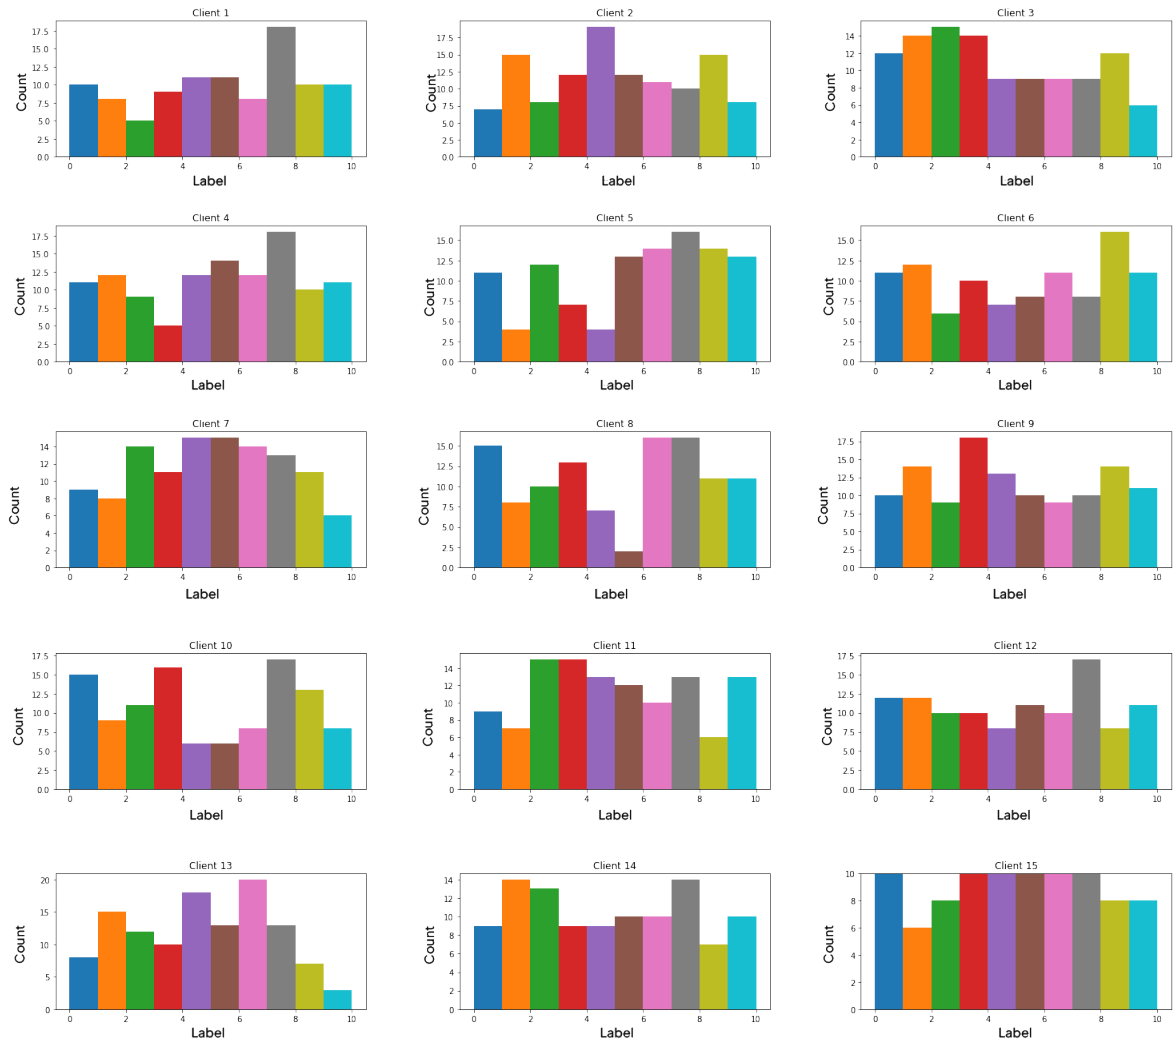 Client 1
17.5
15.0
12.5
10.0
7.5
5.0
2.5
0.0
Count
0 2 4 6 8 10
Label
Client 2
17.5
15.0
12.5
10.0
7.5
5.0
2.5
0.0
Count
0 2 4 6 8 10
Label
Client 3
14
12
10
8
6
4
2
0
Count
0 2 4 6 8 10
Label
Client 4
17.5
15.0
12.5
10.0
7.5
5.0
2.5
0.0
Count
0 2 4 6 8 10
Label
Client 5
15.0
12.5
10.0
7.5
5.0
2.5
0.0
Count
0 2 4 6 8 10
Label
Client 6
15.0
12.5
10.0
7.5
5.0
2.5
0.0
Count
0 2 4 6 8 10
Label
Client 7
14
12
10
8
6
4
2
0
Count
0 2 4 6 8 10
Label
Client 8
15.0
12.5
10.0
7.5
5.0
2.5
0.0
Count
0 2 4 6 8 10
Label
Client 9
17.5
15.0
12.5
10.0
7.5
5.0
2.5
0.0
Count
0 2 4 6 8 10
Label
Client 10
17.5
15.0
12.5
10.0
7.5
5.0
2.5
0.0
Count
0 2 4 6 8 10
Label
Client 11
14
12
10
8
6
4
2
0
Count
0 2 4 6 8 10
Label
Client 12
17.5
15.0
12.5
10.0
7.5
5.0
2.5
0.0
Count
0 2 4 6 8 10
Label
Client 13
20
15
10
5
0
Count
0 2 4 6 8 10
Label
Client 14
14
12
10
8
6
4
2
0
Count
0 2 4 6 8 10
Label
Client 15
10
8
6
4
2
0
Count
0 2 4 6 8 10
Label